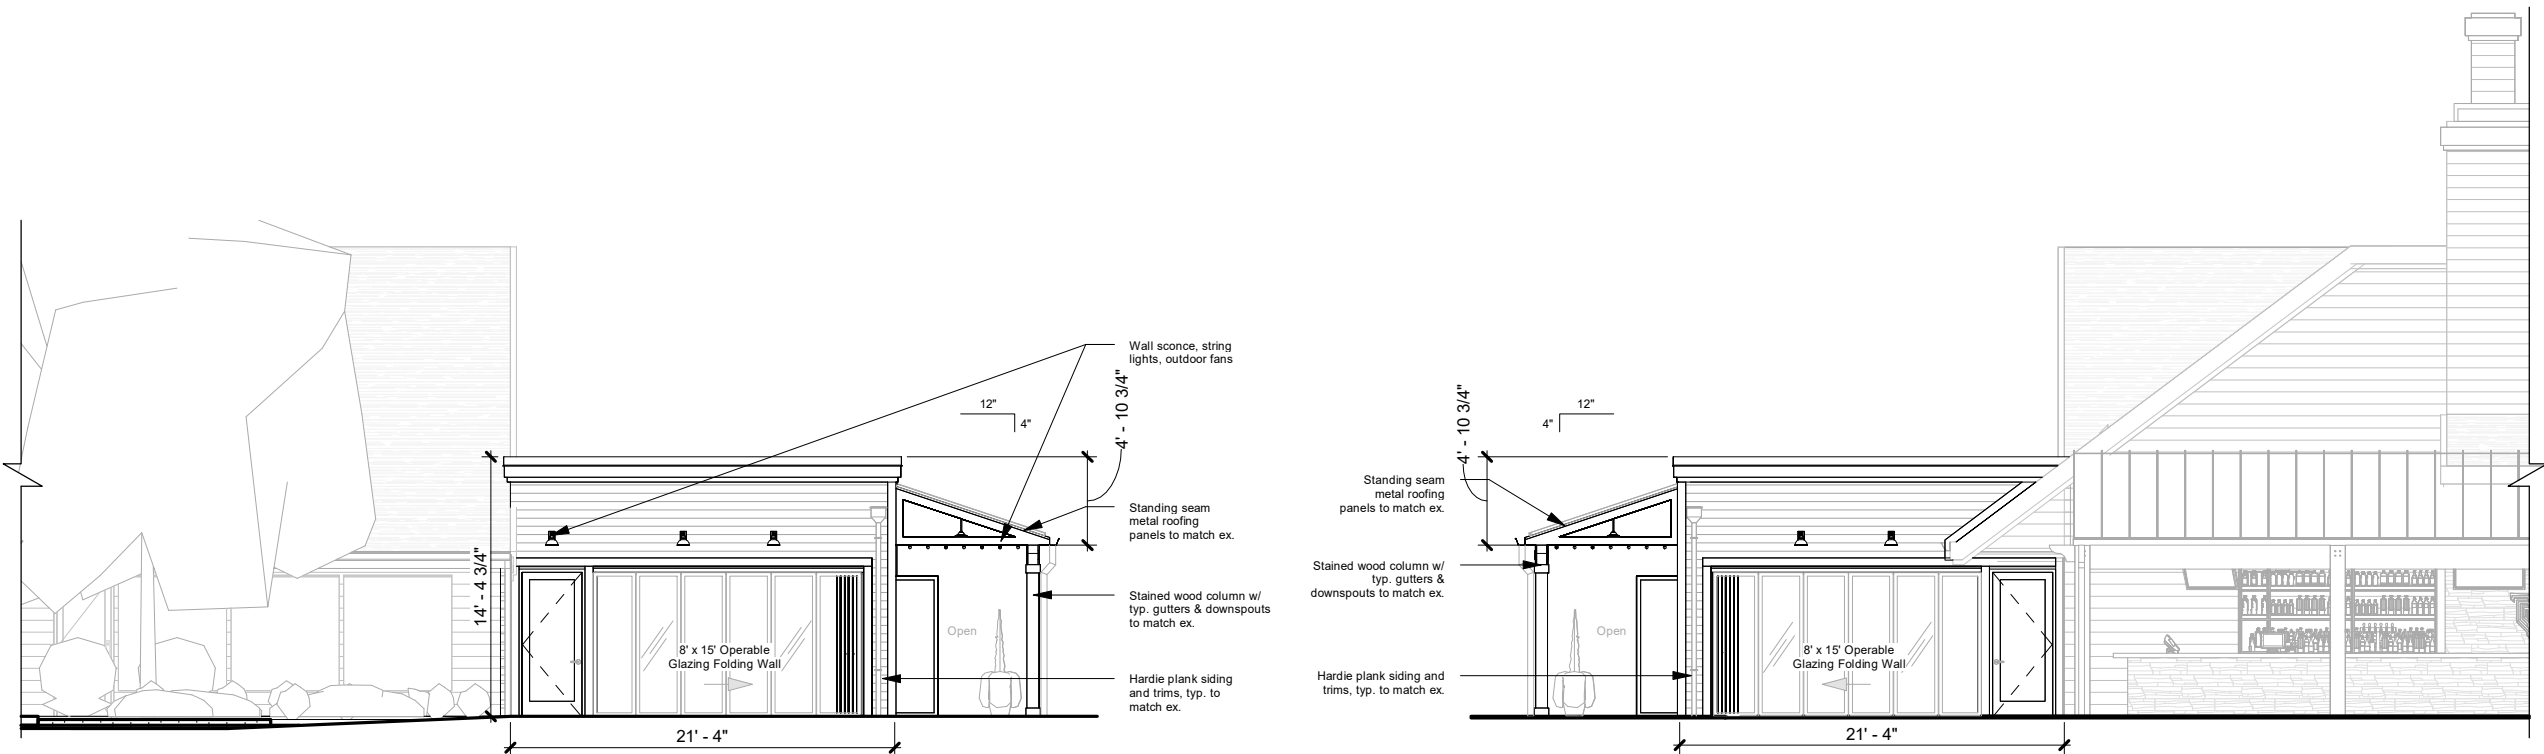 Wall sconce, string
lights, outdoor fans
12"
4"
4' - 10 3/4"
Standing seam
metal roofing
panels to match ex.
14' - 4 3/4"
Stained wood column w/
typ. gutters & downspouts
to match ex.
Open
8' x 15' Operable
Glazing Folding Wall
Hardie plank siding
and trims, typ. to
match ex.
21' - 4"
12"
4"
4' - 10 3/4"
Standing seam
metal roofing
panels to match ex.
Stained wood column w/
typ. gutters &
downspouts to match ex.
Open
8' x 15' Operable
Glazing Folding Wall
Hardie plank siding and
trims, typ. to match ex.
21' - 4"